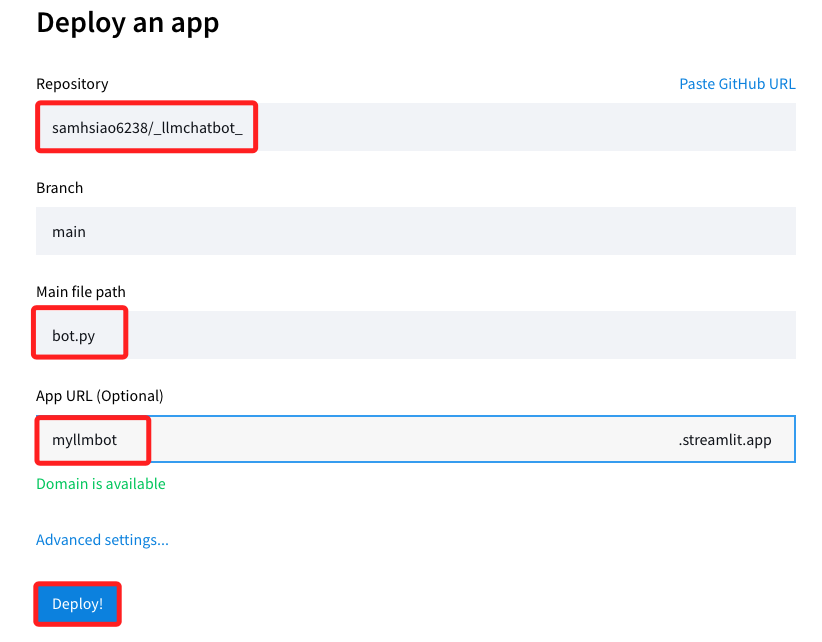 Deploy an app
Repository
Paste GitHub URL
samhsiao6238/_llmchatbot_
Branch
main
Main file path
bot.py
App URL (Optional)
myllmbot
.streamlit.app
Domain is available
Advanced settings...
Deploy!